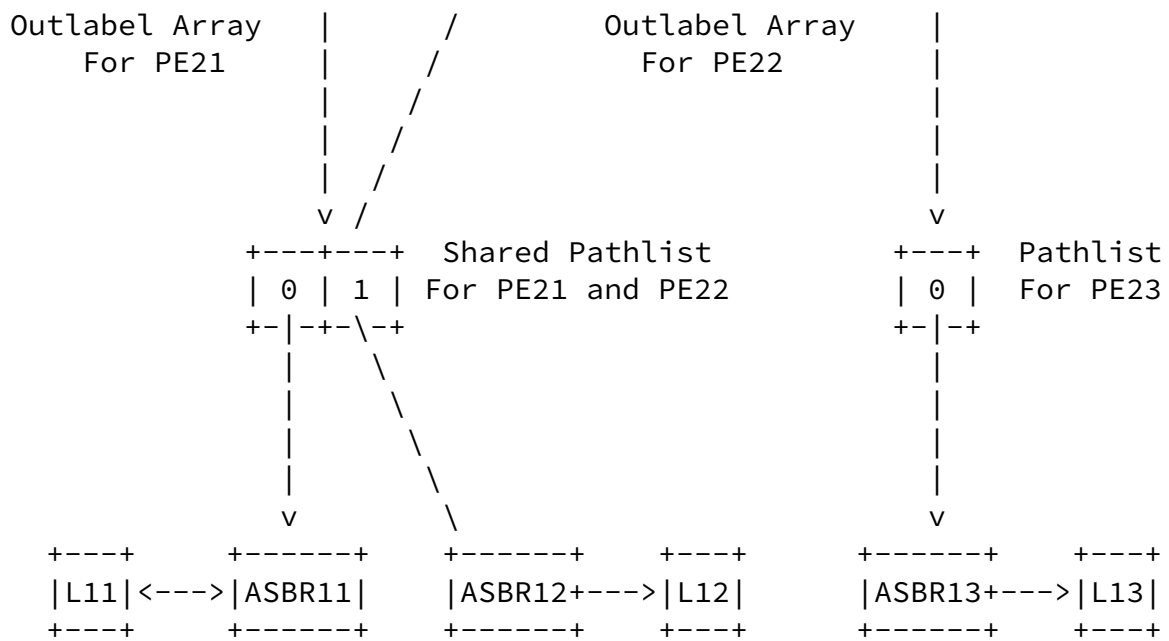 Outlabel Array | / Outlabel Array |
For PE21 | / For PE22 |
| / |
| / |
| / |
| / |
v / v
+---+---+ Shared Pathlist +---+ Pathlist
| 0 | 1 | For PE21 and PE22 | 0 | For PE23
+-|-+-\-+ +-|-+
| \ |
| \ |
| \ |
| \ |
v \ v
+---+ +------+ +------+ +---+ +------+ +---+
|L11|<--->|ASBR11| |ASBR12+--->|L12| |ASBR13+--->|L13|
+---+ +------+ +------+ +---+ +------+ +---+